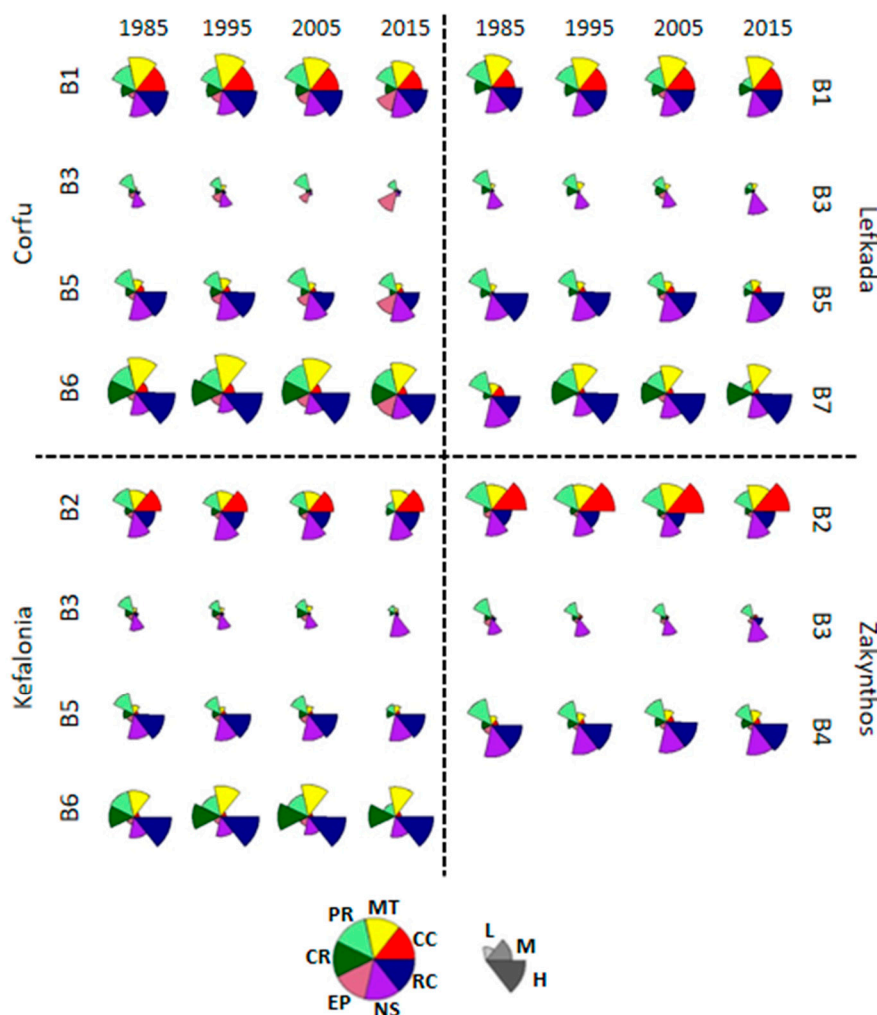 1985 1995 2005 2015 1985 1995 2005 2015
B1 B1
B3 B3
Corfu Lefkada
B5 B5
B6 B7
B2 B2
B3 B3
Kefalonia Zakynthos
B5 B4
B6
PR MT
CC
CR
RC
EP NS
L
M
H